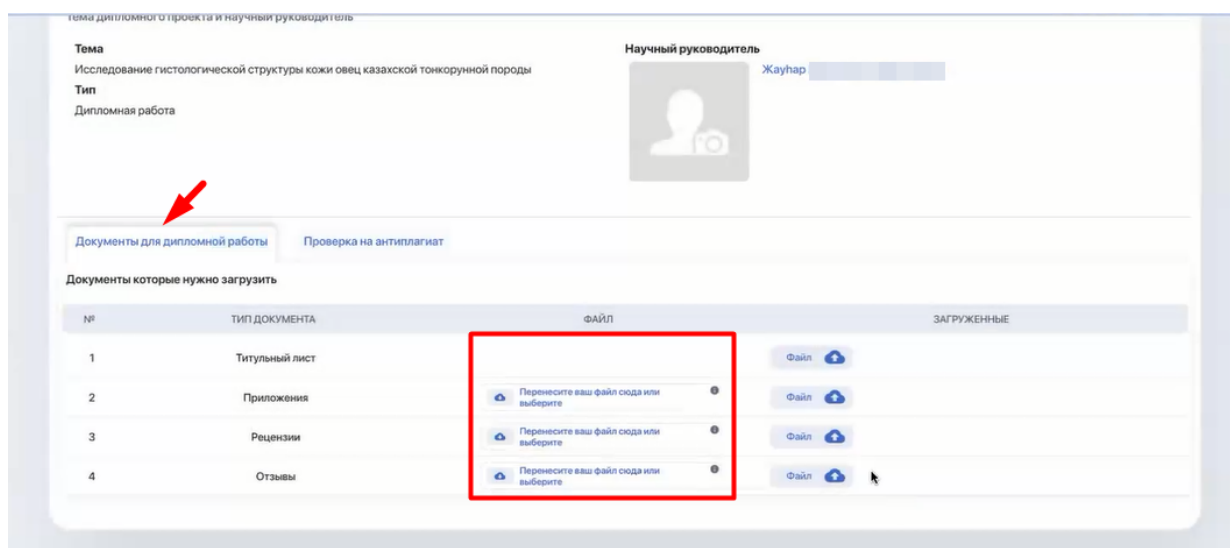 тема дипломного проекта и научный руководитель
Тема
Научный руководитель
Исследование гистологической структуры кожи овец казахской тонкорунной породы
Жауһар
Тип
Дипломная работа
Документы для дипломной работы
Проверка на антиплагиат
Документы которые нужно загрузить
№ ТИП ДОКУМЕНТА ФАЙЛ ЗАГРУЖЕННЫЕ
1 Титульный лист Файл
2 Приложения Перенесите ваш файл сюда или выберите Файл
3 Рецензии Перенесите ваш файл сюда или выберите Файл
4 Отзывы Перенесите ваш файл сюда или выберите Файл